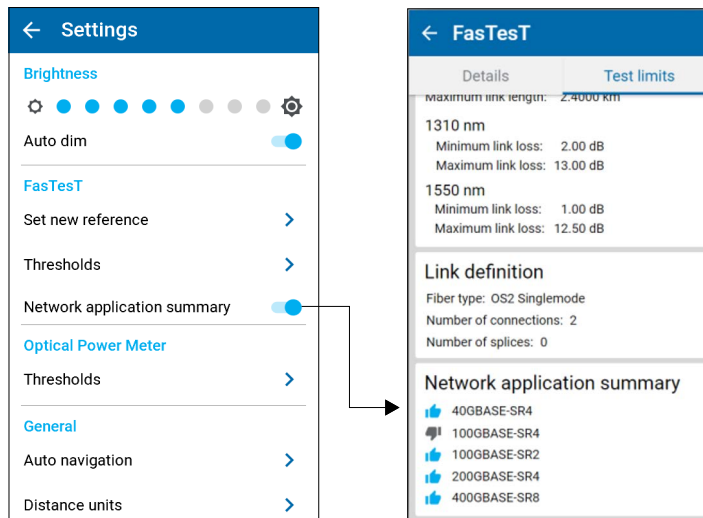 Settings
Brightness
Auto dim
FasTesT
Set new reference
Thresholds
Network application summary
Optical Power Meter
Thresholds
General
Auto navigation
Distance units
FasTesT
Details Test limits
Maximum link length: 2.4000 km
1310 nm
Minimum link loss: 2.00 dB
Maximum link loss: 13.00 dB
1550 nm
Minimum link loss: 1.00 dB
Maximum link loss: 12.50 dB
Link definition
Fiber type: OS2 Singlemode
Number of connections: 2
Number of splices: 0
Network application summary
40GBASE-SR4
100GBASE-SR4
100GBASE-SR2
200GBASE-SR4
400GBASE-SR8